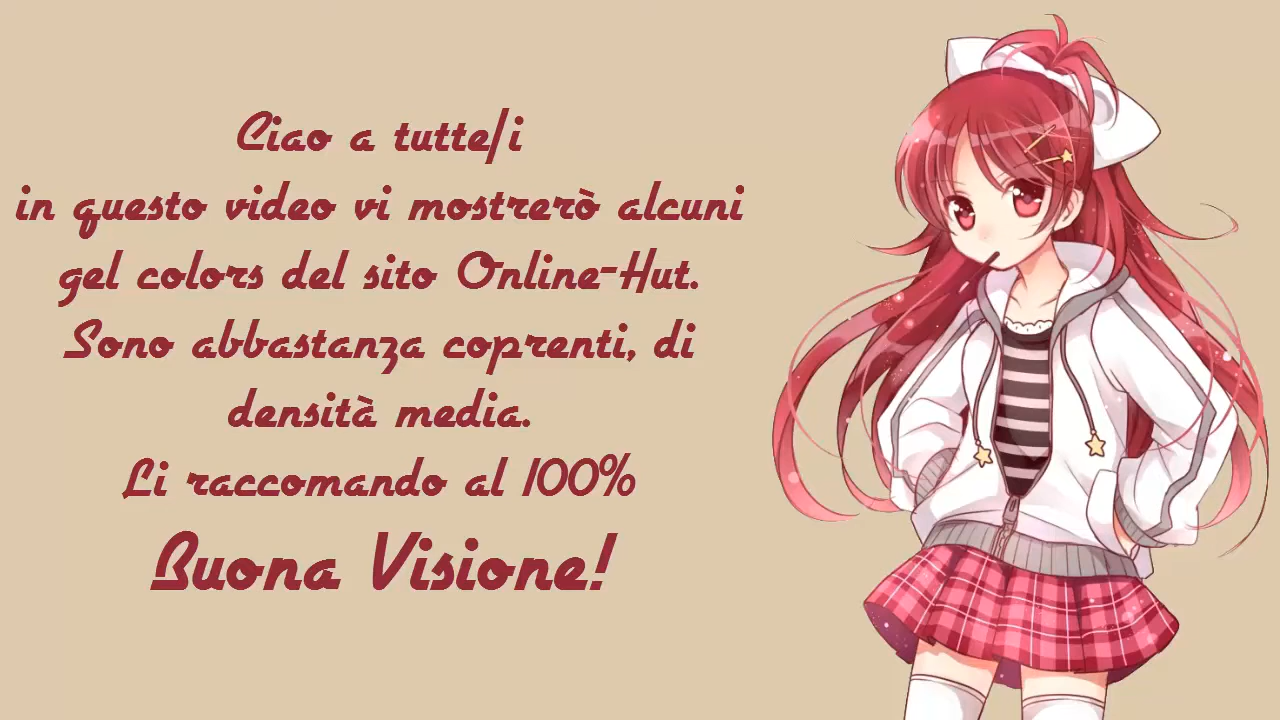 Ciao a tutte/i
in questo video vi mostrerò alcuni
gel colors del sito Online-Hut.
Sono abbastanza coprenti, di
densità media.
Li raccomando al 100%
Buona Visione!